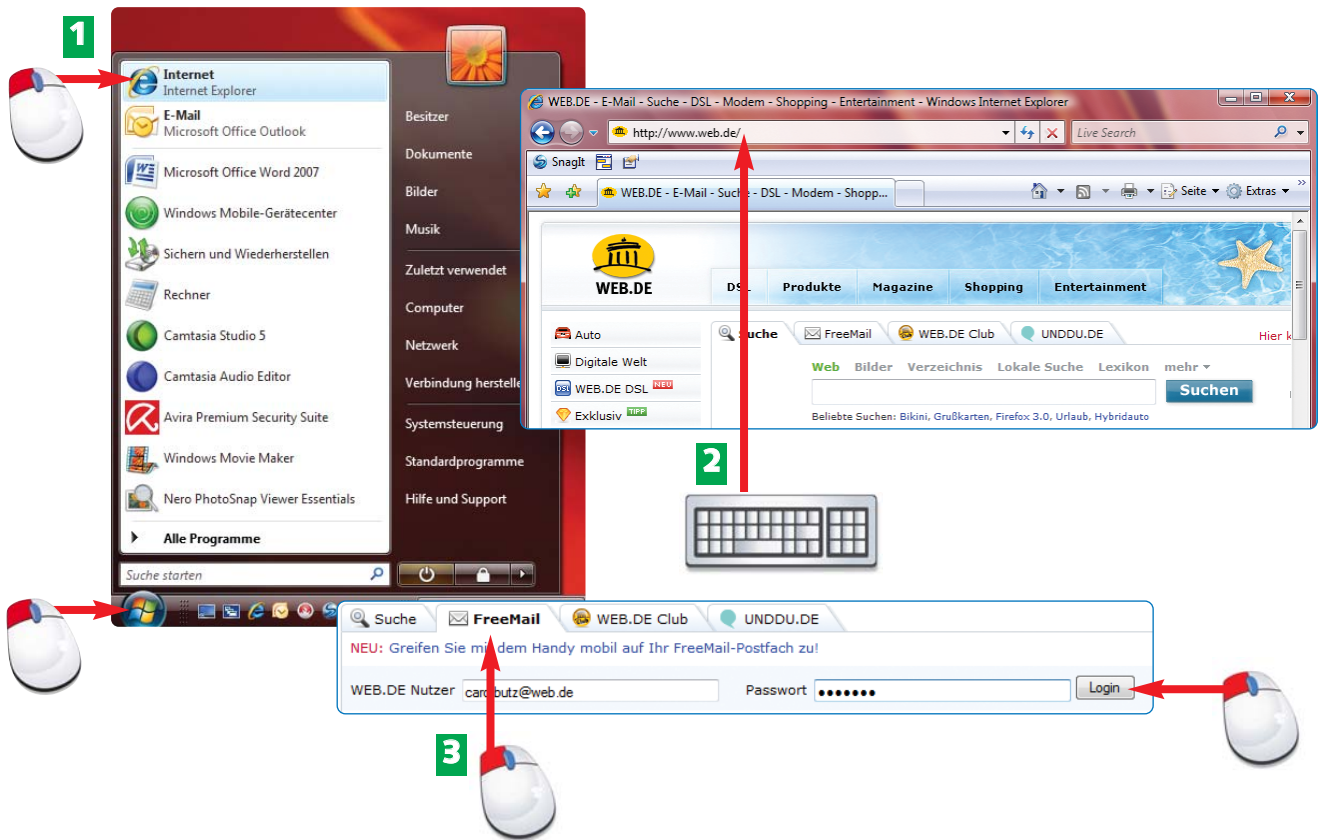 1
Internet
Internet Explorer
E-Mail
Microsoft Office Outlook
Microsoft Office Word 2007
Windows Mobile-Gerätecenter
Sichern und Wiederherstellen
Rechner
Camtasia Studio 5
Camtasia Audio Editor
Avira Premium Security Suite
Windows Movie Maker
Nero PhotoSnap Viewer Essentials
Alle Programme
Suche starten
Besitzer
Dokumente
Bilder
Musik
Zuletzt verwendet
Computer
Netzwerk
Verbindung herstelle
Systemsteuerung
Standardprogramme
Hilfe und Support
WEB.DE - E-Mail - Suche - DSL - Modem - Shopping - Entertainment - Windows Internet Explorer
http://www.web.de/ Live Search
SnagIt
WEB.DE - E-Mail - Suche - DSL - Modem - Shopp... Seite Extras »
WEB.DE
DSL Produkte Magazine Shopping Entertainment
Auto
Digitale Welt
DSL WEB.DE DSL NEU
Exklusiv TIPP
Suche FreeMail WEB.DE Club UNDDU.DE Hier
Web Bilder Verzeichnis Lokale Suche Lexikon mehr
Suchen
Beliebte Suchen: Bikini, Grußkarten, Firefox 3.0, Urlaub, Hybridauto
2
Suche FreeMail WEB.DE Club UNDDU.DE
NEU: Greifen Sie mit dem Handy mobil auf Ihr FreeMail-Postfach zu!
WEB.DE Nutzer Passwort ••••••• Login
3